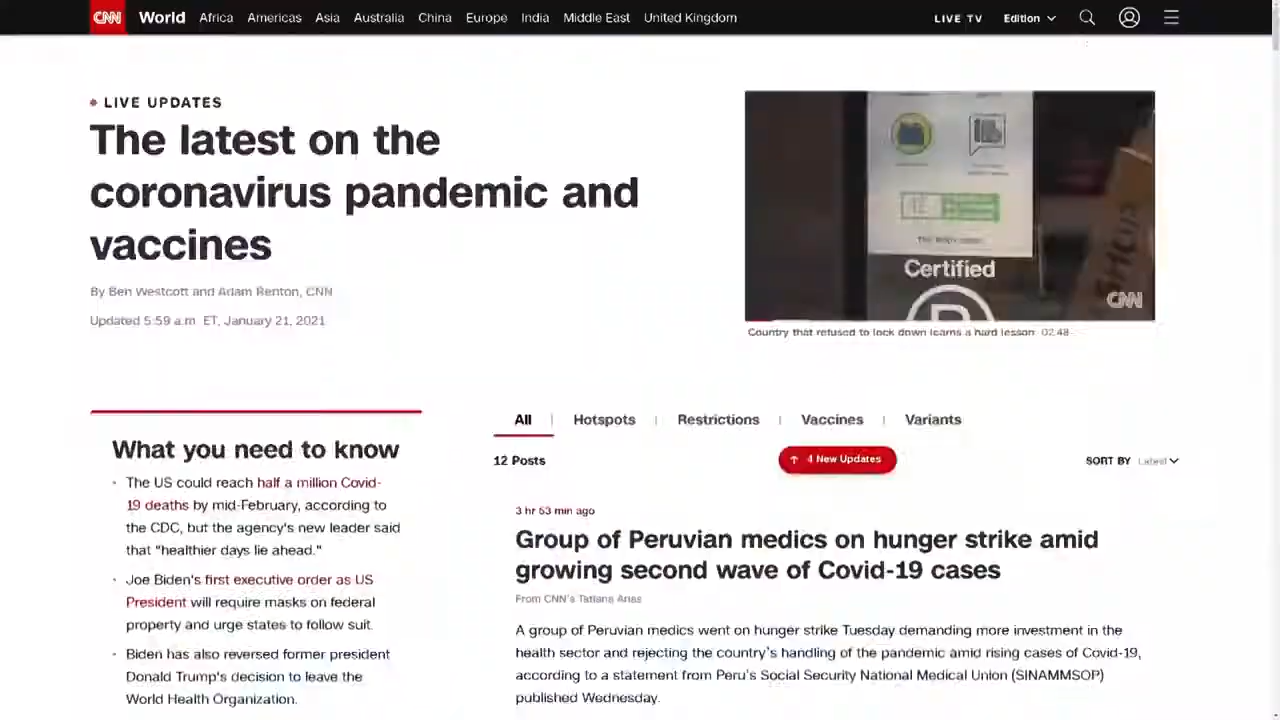 CNN World Africa Americas Asia Australia China Europe India Middle East United Kingdom LIVE TV Edition
LIVE UPDATES
The latest on the
coronavirus pandemic and
vaccines
By Ben Westcott and Adam Renton, CNN
Updated 5:59 a.m ET, January 21, 2021
Certified
CNN
Country that refused to lock down learns a hard lesson 02:48
What you need to know
· The US could reach half a million Covid-
19 deaths by mid-February, according to
the CDC, but the agency's new leader said
that "healthier days lie ahead."
· Joe Biden's first executive order as US
President will require masks on federal
property and urge states to follow suit.
· Biden has also reversed former president
Donald Trump's decision to leave the
World Health Organization.
All | Hotspots | Restrictions | Vaccines | Variants
12 Posts
4 New Updates
SORT BY Latest
3 hr 53 min ago
Group of Peruvian medics on hunger strike amid
growing second wave of Covid-19 cases
From CNN's Tatiana Arias
A group of Peruvian medics went on hunger strike Tuesday demanding more investment in the
health sector and rejecting the country's handling of the pandemic amid rising cases of Covid-19,
according to a statement from Peru's Social Security National Medical Union (SINAMMSOP)
published Wednesday.